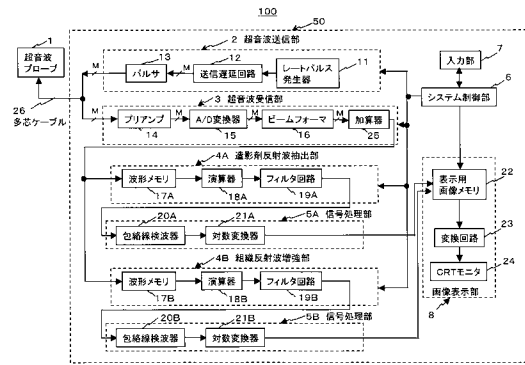 100
50
1
超音波
プローブ
26
多芯ケーブル
2 超音波送信部
13
12
11
パルサ
M
送信遅延回路
レートパルス
発生器
M
3 超音波受信部
プリアンプ
M
A/D変換器
M
ビームフォーマ
M
加算器
14
15
16
25
7
入力部
6
システム制御部
4A 造影剤反射波抽出部
波形メモリ
演算器
フィルタ回路
17A
18A
19A
20A
21A
5A 信号処理部
包絡線検波器
対数変換器
4B 組織反射波増強部
波形メモリ
演算器
フィルタ回路
17B
18B
19B
20B
21B
5B 信号処理部
包絡線検波器
対数変換器
22
表示用
画像メモリ
23
変換回路
24
CRTモニタ
画像表示部
8